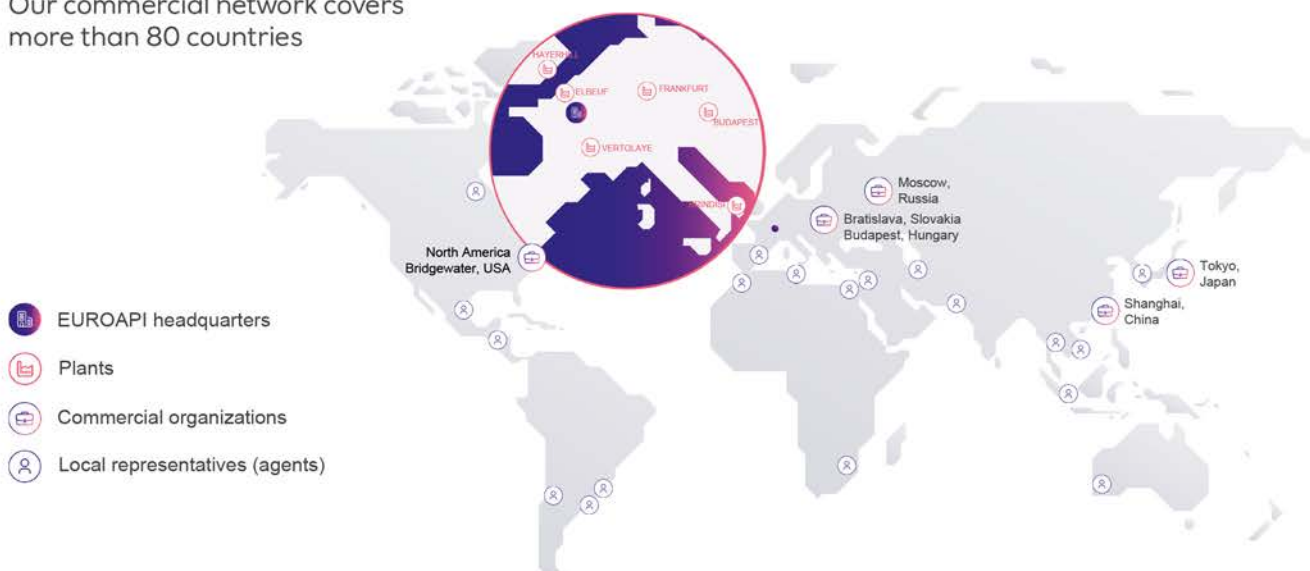 Our commercial network covers
more than 80 countries
HAYERHILL
ELBEUF
FRANKFURT
BUDAPEST
VERTOLAYE
BRINDISI
Moscow,
Russia
Bratislava, Slovakia
Budapest, Hungary
North America
Bridgewater, USA
Tokyo,
Japan
Shanghai,
China
EUROAPI headquarters
Plants
Commercial organizations
Local representatives (agents)